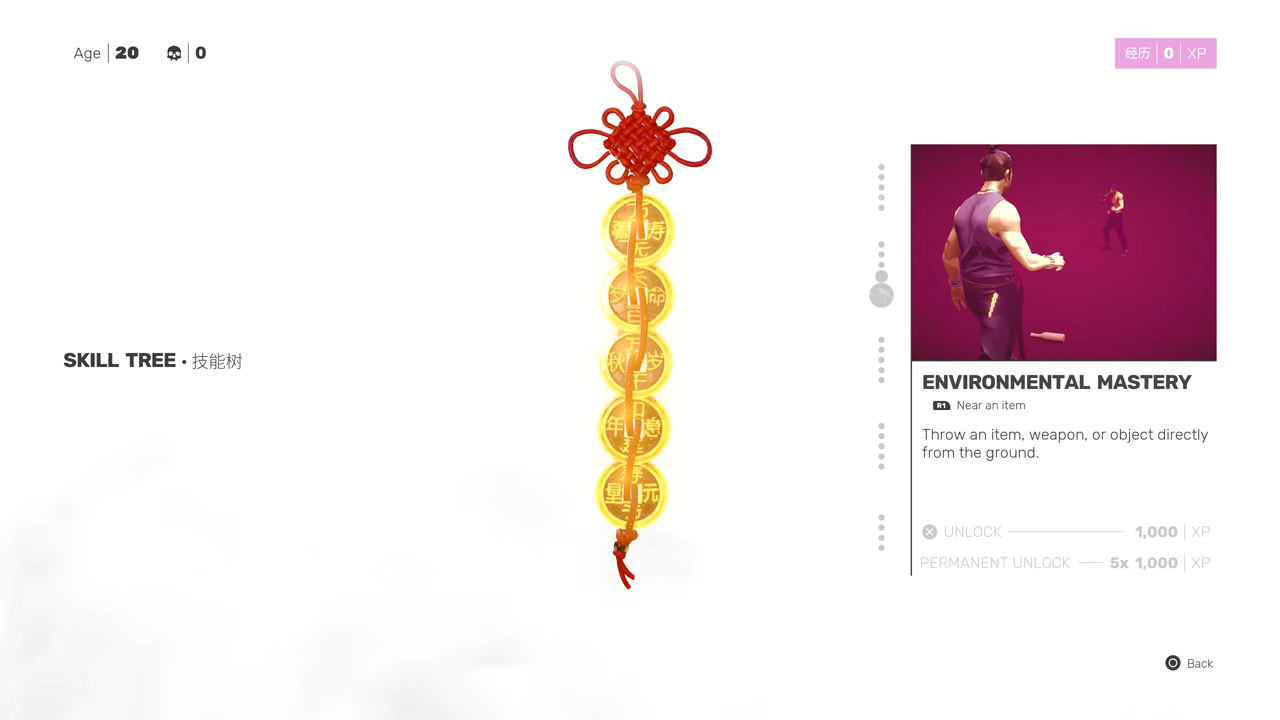 Age 20 0
经历 0 XP
SKILL TREE • 技能树
ENVIRONMENTAL MASTERY
R1 Near an item
Throw an item, weapon, or object directly
from the ground.
UNLOCK 1,000 XP
PERMANENT UNLOCK 5x 1,000 XP
Back